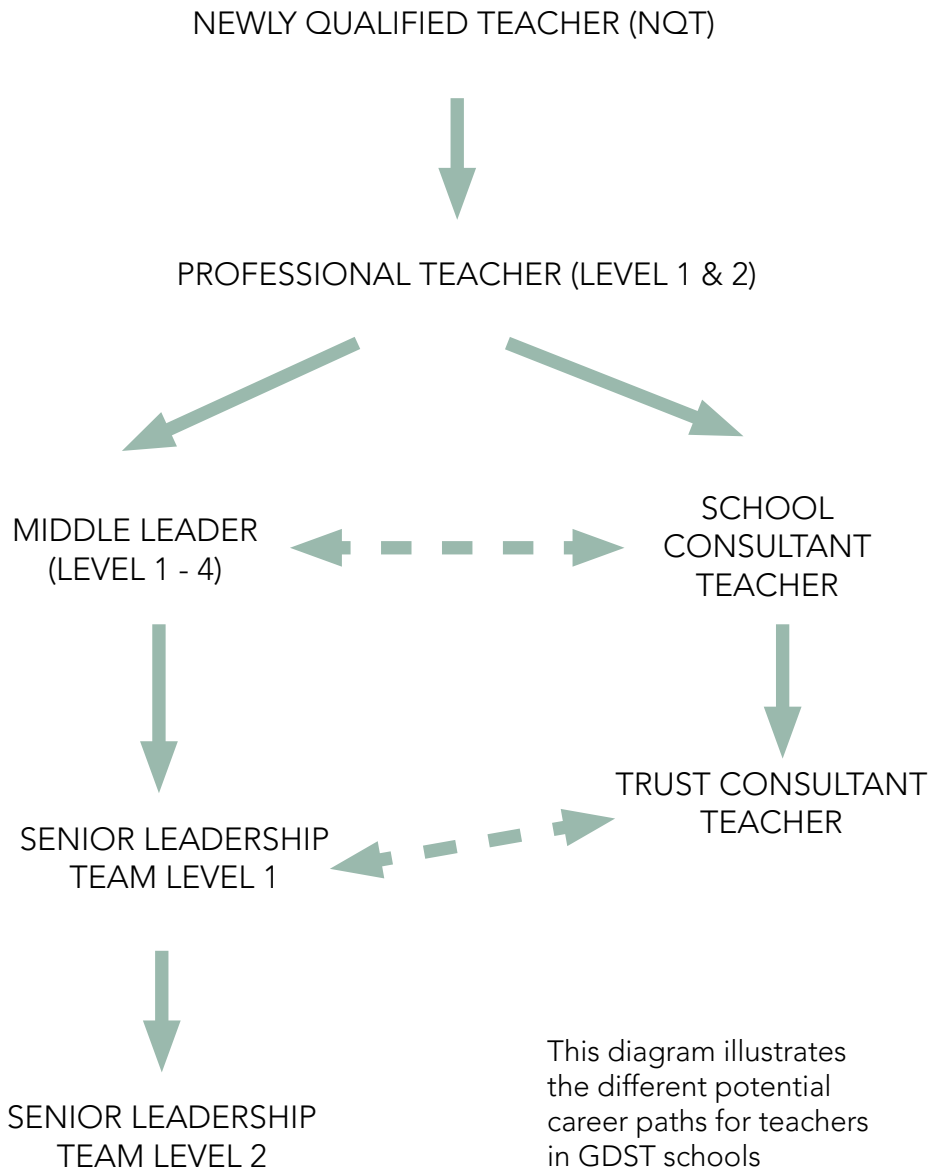 NEWLY QUALIFIED TEACHER (NQT)
PROFESSIONAL TEACHER (LEVEL 1 & 2)
MIDDLE LEADER
(LEVEL 1 - 4)
SCHOOL
CONSULTANT
TEACHER
TRUST CONSULTANT
TEACHER
SENIOR LEADERSHIP
TEAM LEVEL 1
SENIOR LEADERSHIP
TEAM LEVEL 2
This diagram illustrates
the different potential
career paths for teachers
in GDST schools